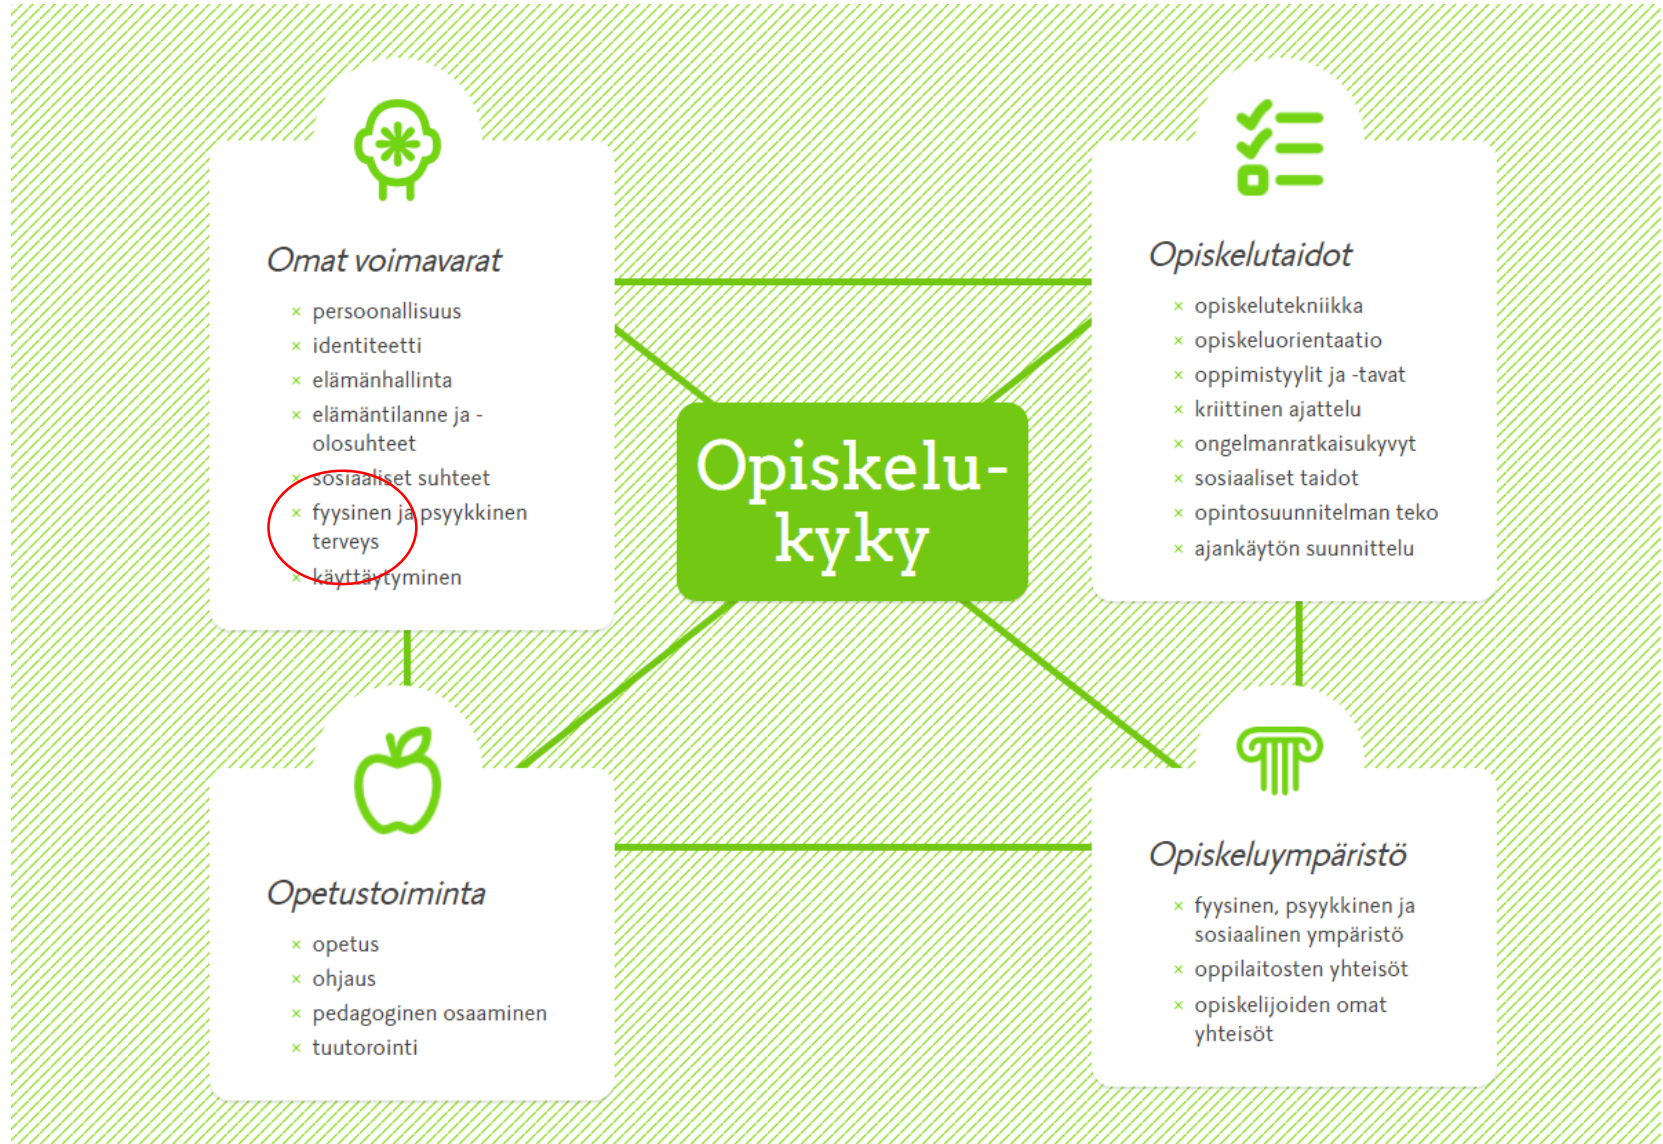 Omat voimavarat
× persoonallisuus
× identiteetti
× elämänhallinta
× elämäntilanne ja -
olosuhteet
× sosiaaliset suhteet
× fyysinen ja psyykkinen
terveys
× käyttäytyminen
Opiskelutaidot
× opiskelutekniikka
× opiskeluorientaatio
× oppimistyylit ja -tavat
× kriittinen ajattelu
× ongelmanratkaisukyvyt
× sosiaaliset taidot
× opintosuunnitelman teko
× ajankäytön suunnittelu
Opiskelu-
kyky
Opetustoiminta
× opetus
× ohjaus
× pedagoginen osaaminen
× tuutorointi
Opiskeluympäristö
× fyysinen, psyykkinen ja
sosiaalinen ympäristö
× oppilaitosten yhteisöt
× opiskelijoiden omat
yhteisöt